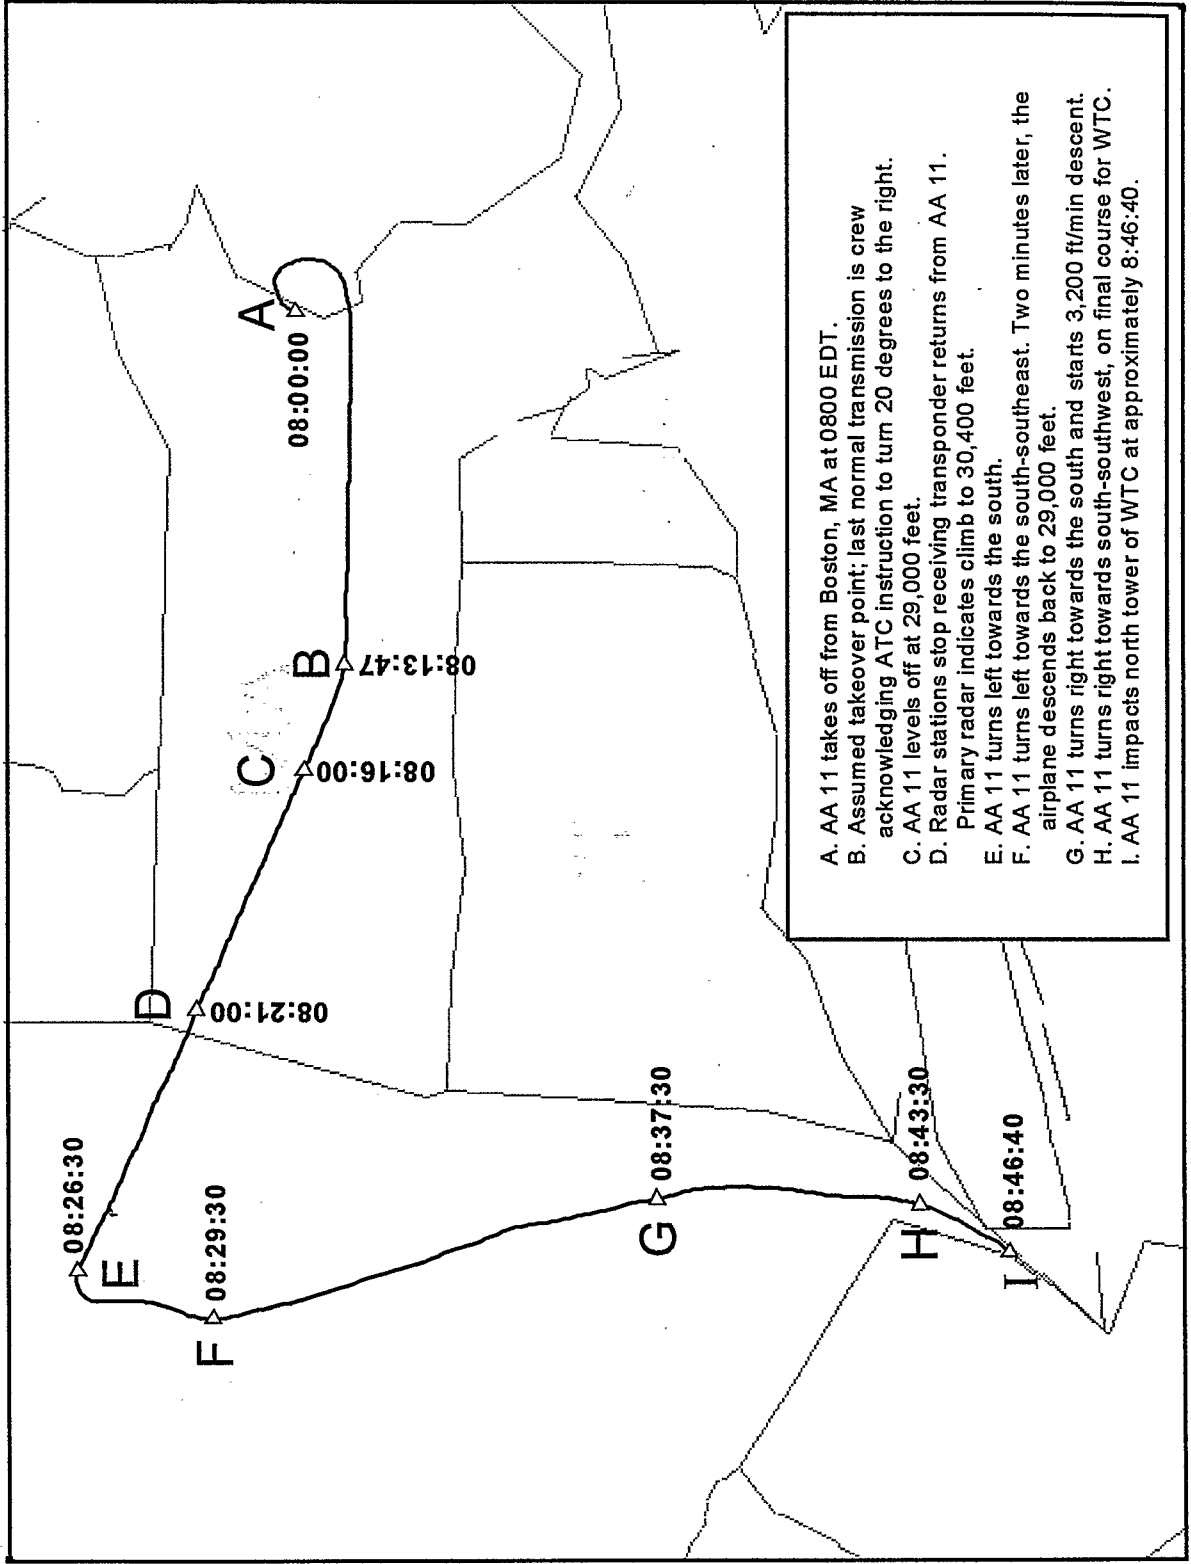 A
08:00:00
B
08:13:47
C
08:16:00
D
08:21:00
E
08:26:30
F
08:29:30
G
08:37:30
H
08:43:30
I
08:46:40
A. AA 11 takes off from Boston, MA at 0800 EDT.
B. Assumed takeover point; last normal transmission is crew
acknowledging ATC instruction to turn 20 degrees to the right.
C. AA 11 levels off at 29,000 feet.
D. Radar stations stop receiving transponder returns from AA 11.
Primary radar indicates climb to 30,400 feet.
E. AA 11 turns left towards the south.
F. AA 11 turns left towards the south-southeast. Two minutes later, the
airplane descends back to 29,000 feet.
G. AA 11 turns right towards the south and starts 3,200 ft/min descent.
H. AA 11 turns right towards south-southwest, on final course for WTC.
I. AA 11 Impacts north tower of WTC at approximately 8:46:40.